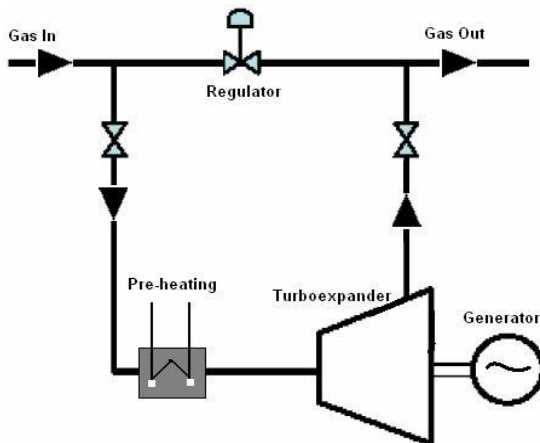 Gas In
Gas Out
Regulator
Pre-heating
Turboexpander
Generator